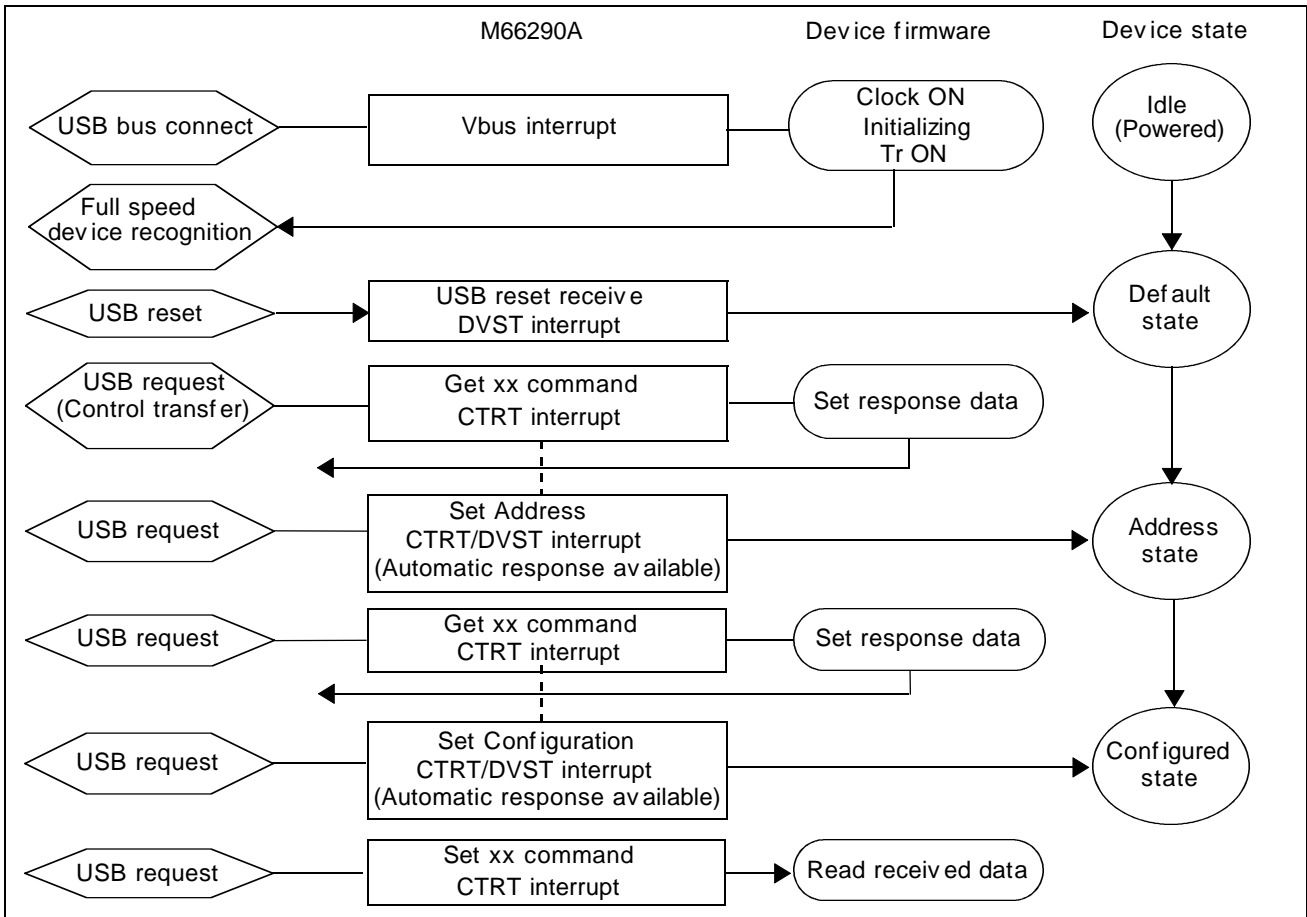 M66290A
Device firmware
Device state
USB bus connect
Vbus interrupt
Clock ON
Initializing
Tr ON
Idle
(Powered)
Full speed
device recognition
USB reset
USB reset receive
DVST interrupt
Default
state
USB request
(Control transfer)
Get xx command
CTRT interrupt
Set response data
USB request
Set Address
CTRT/DVST interrupt
(Automatic response available)
Address
state
USB request
Get xx command
CTRT interrupt
Set response data
USB request
Set Configuration
CTRT/DVST interrupt
(Automatic response available)
Configured
state
USB request
Set xx command
CTRT interrupt
Read received data